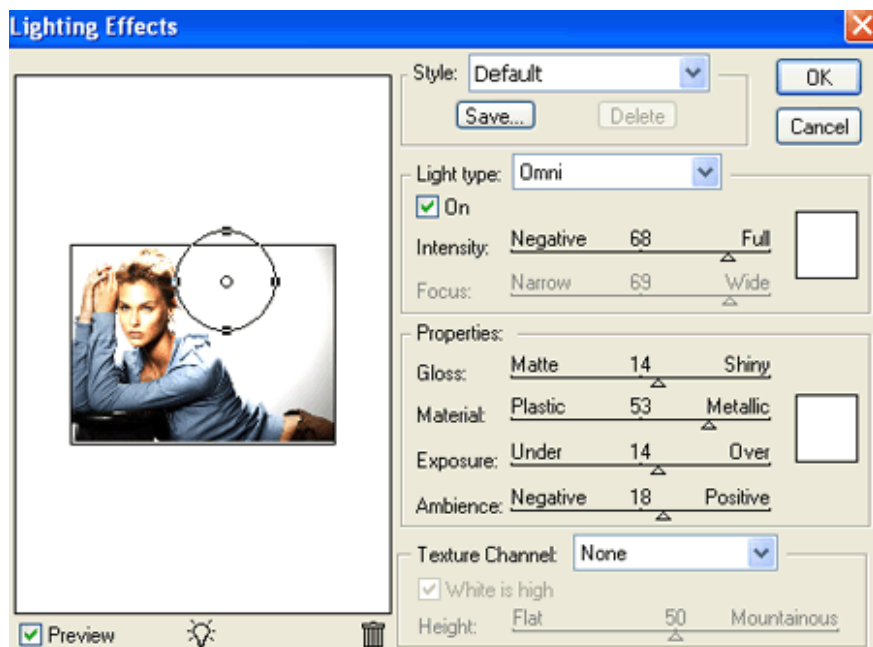 Lighting Effects
Style: Default
OK
Save...
Delete
Cancel
Light type: Omni
On
Intensity: Negative 68 Full
Focus: Narrow 69 Wide
Properties:
Gloss: Matte 14 Shiny
Material: Plastic 53 Metallic
Exposure: Under 14 Over
Ambience: Negative 18 Positive
Texture Channel: None
White is high
Height: Flat 50 Mountainous
Preview